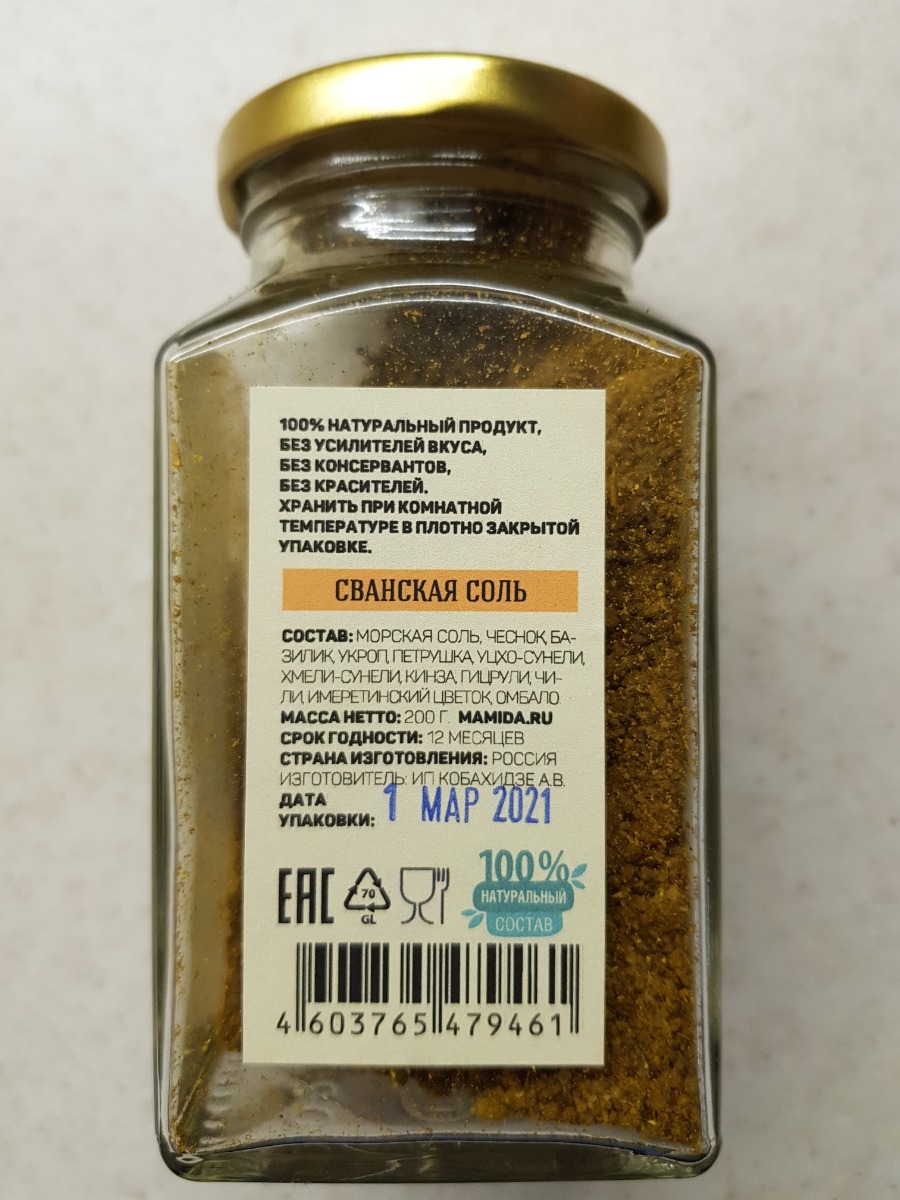 100% НАТУРАЛЬНЫЙ ПРОДУКТ,
БЕЗ УСИЛИТЕЛЕЙ ВКУСА,
БЕЗ КОНСЕРВАНТОВ,
БЕЗ КРАСИТЕЛЕЙ.
ХРАНИТЬ ПРИ КОМНАТНОЙ
ТЕМПЕРАТУРЕ В ПЛОТНО ЗАКРЫТОЙ
УПАКОВКЕ.
СВАНСКАЯ СОЛЬ
СОСТАВ: МОРСКАЯ СОЛЬ, ЧЕСНОК, БА-
ЗИЛИК, УКРОП, ПЕТРУШКА, УЦХО-СУНЕЛИ,
ХМЕЛИ-СУНЕЛИ, КИНЗА, ГИЦРУЛИ, ЧИ-
ЛИ, ИМЕРЕТИНСКИЙ ЦВЕТОК, ОМБАЛО.
МАССА НЕТТО: 200 Г. MAMIDA.RU
СРОК ГОДНОСТИ: 12 МЕСЯЦЕВ
СТРАНА ИЗГОТОВЛЕНИЯ: РОССИЯ
ИЗГОТОВИТЕЛЬ: ИП КОБАХИДЗЕ А.В.
ДАТА
УПАКОВКИ: 1 МАР 2021
EAC 70 GL
100%
НАТУРАЛЬНЫЙ
СОСТАВ
4 603765 479461